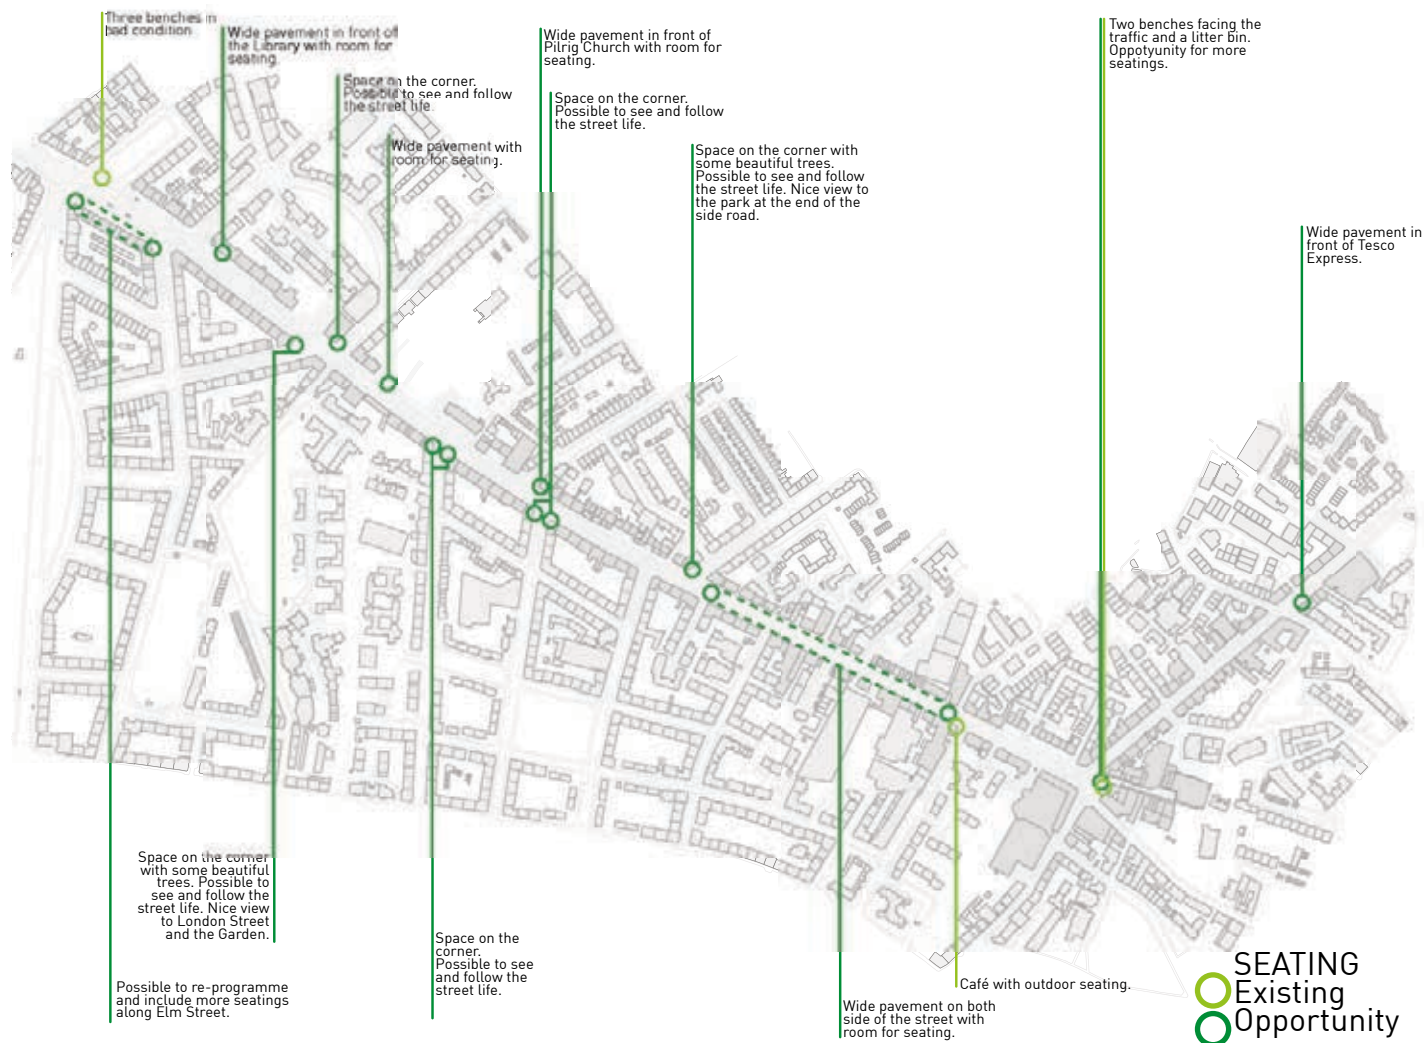 Three benches in
bad condition
Wide pavement in front of
the Library with room for
seating.
Space on the corner.
Possible to see and follow
the street life.
Wide pavement with
room for seating.
Wide pavement in front of
Pilrig Church with room for
seating.
Space on the corner.
Possible to see and follow
the street life.
Space on the corner with
some beautiful trees.
Possible to see and follow
the street life. Nice view to
the park at the end of the
side road.
Two benches facing the
traffic and a litter bin.
Oppotyunity for more
seatings.
Wide pavement in
front of Tesco
Express.
Space on the corner
with some beautiful
trees. Possible to
see and follow the
street life. Nice view
to London Street
and the Garden.
Possible to re-programme
and include more seatings
along Elm Street.
Space on the
corner.
Possible to see
and follow the
street life.
Wide pavement on both
side of the street with
room for seating.
Café with outdoor seating.
SEATING
Existing
Opportunity